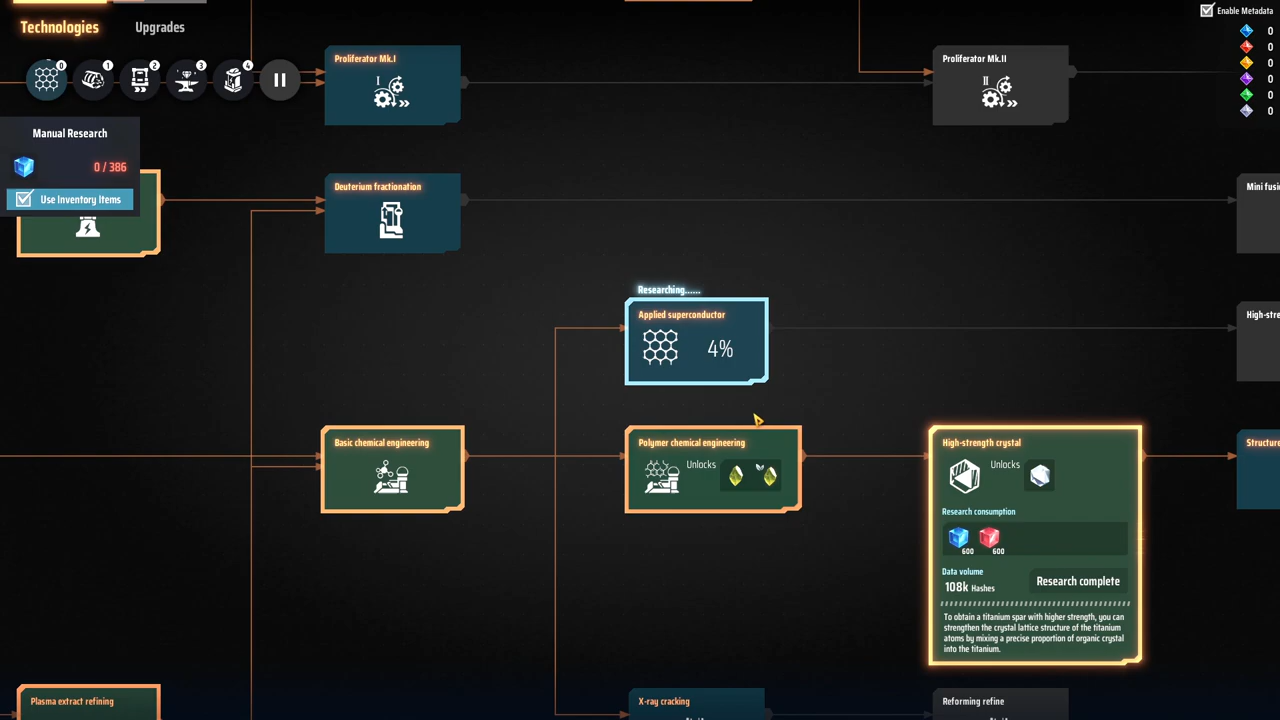 Technologies
Upgrades
Enable Metadata
0
0
0
0
0
0
0
1
2
3
4
Manual Research
0 / 386
Use Inventory Items
Proliferator Mk.I
I
Proliferator Mk.II
II
Deuterium fractionation
Mini fusi
Researching......
Applied superconductor
4%
High-stre
Basic chemical engineering
Polymer chemical engineering
Unlocks
High-strength crystal
Unlocks
Research consumption
600
600
Data volume
108k Hashes
Research complete
To obtain a titanium spar with higher strength, you can
strengthen the crystal lattice structure of the titanium
atoms by mixing a precise proportion of organic crystal
into the titanium.
Structure
Plasma extract refining
X-ray cracking
Reforming refine